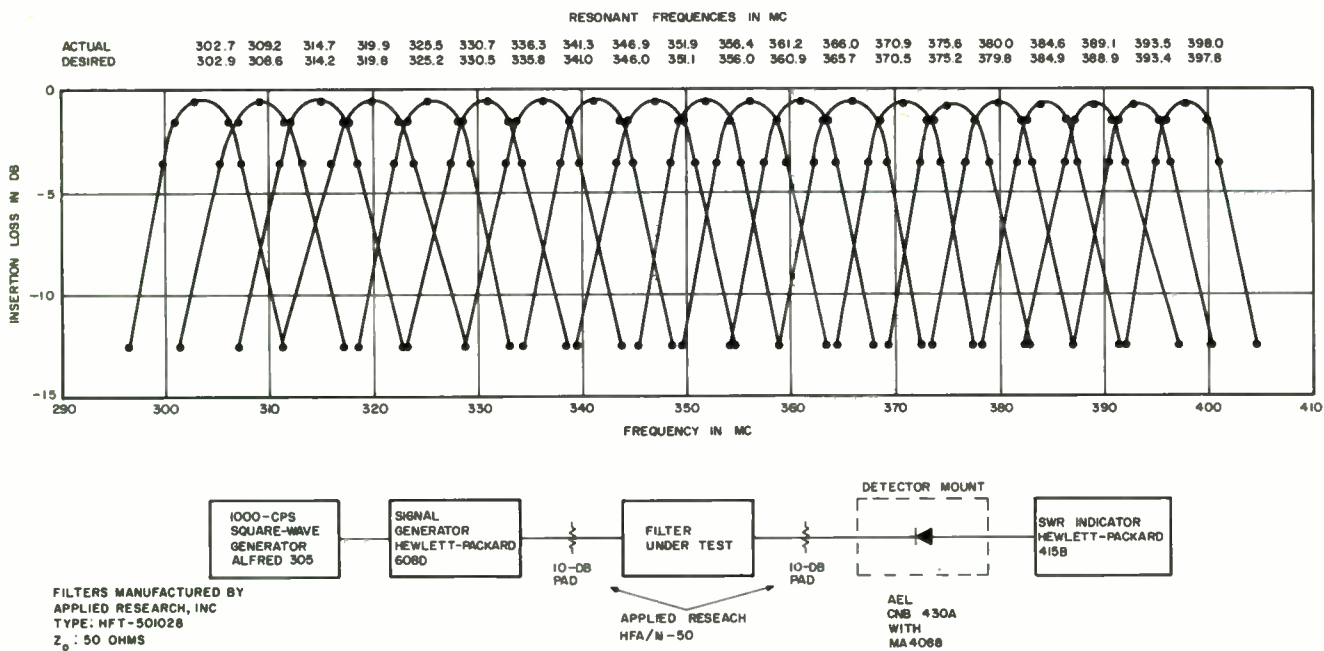 RESONANT FREQUENCIES IN MC
ACTUAL 302.7 309.2 314.7 319.9 325.5 330.7 336.3 341.3 346.9 351.9 356.4 361.2 366.0 370.9 375.6 380.0 384.6 389.1 393.5 398.0
DESIRED 302.9 308.6 314.2 319.8 325.2 330.5 335.8 341.0 346.0 351.1 356.0 360.9 365.7 370.5 375.2 379.8 384.9 388.9 393.4 397.8
INSERTION LOSS IN DB
0
-5
-10
-15
290 300 310 320 330 340 350 360 370 380 390 400 410
FREQUENCY IN MC
1000-CPS
SQUARE-WAVE
GENERATOR
ALFRED 305
SIGNAL
GENERATOR
HEWLETT-PACKARD
608D
10-DB
PAD
FILTER
UNDER TEST
10-DB
PAD
DETECTOR MOUNT
SWR INDICATOR
HEWLETT-PACKARD
415B
APPLIED RESEACH
HFA/N-50
AEL
CNB 430A
WITH
MA4068
FILTERS MANUFACTURED BY
APPLIED RESEARCH, INC
TYPE: HFT-501028
Zo: 50 OHMS